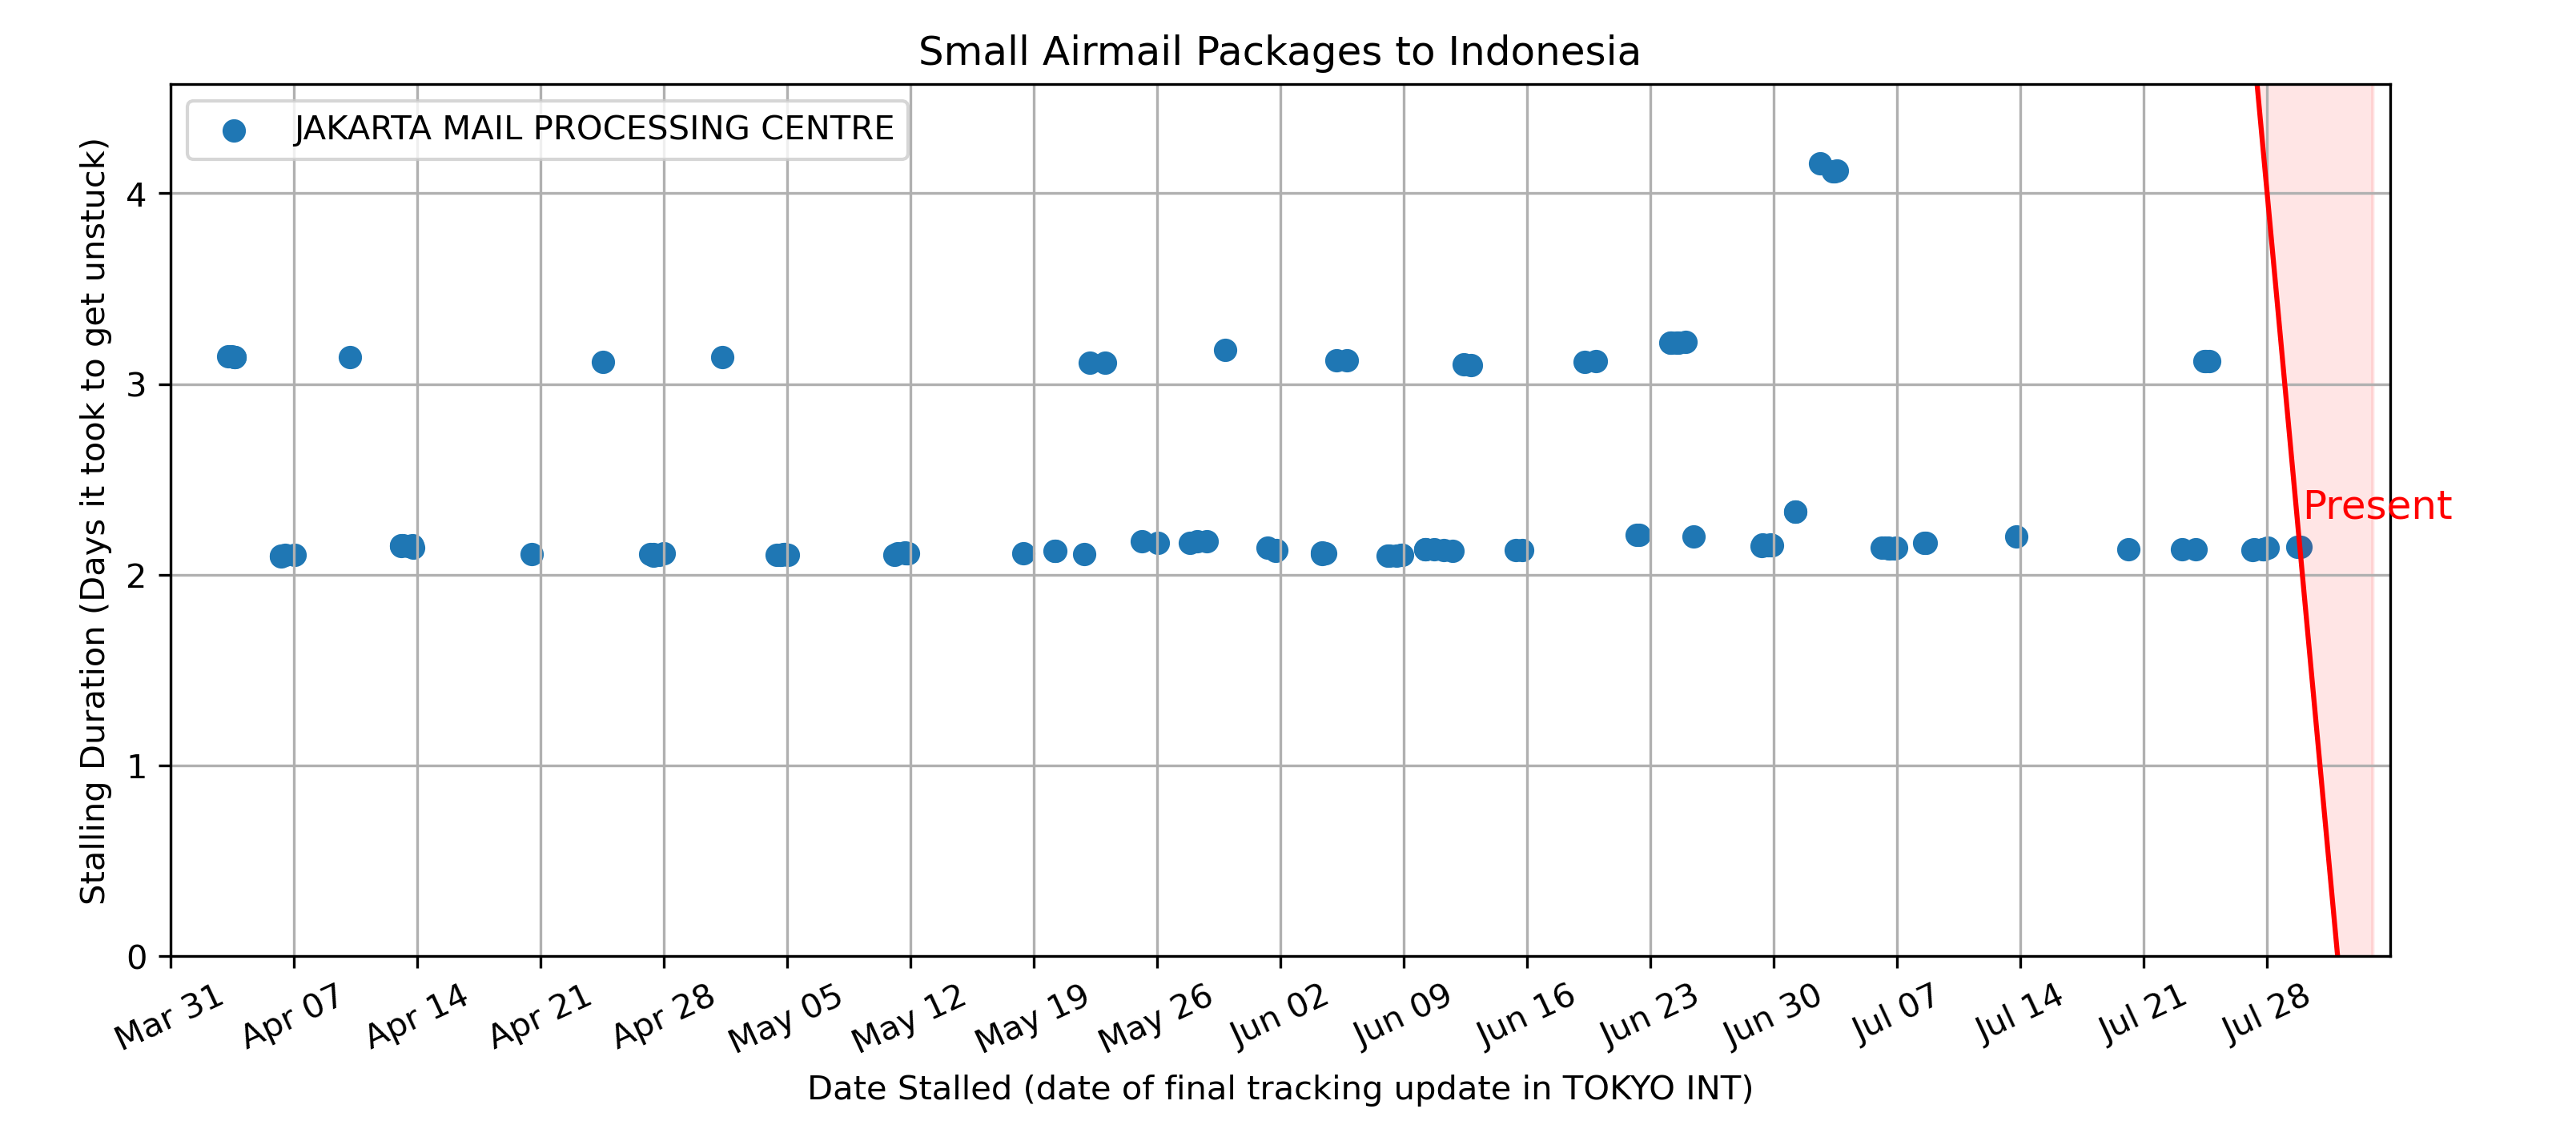 Small Airmail Packages to Indonesia
JAKARTA MAIL PROCESSING CENTRE
Stalling Duration (Days it took to get unstuck)
4
3
2
1
0
Present
Mar 31
Apr 07
Apr 14
Apr 21
Apr 28
May 05
May 12
May 19
May 26
Jun 02
Jun 09
Jun 16
Jun 23
Jun 30
Jul 07
Jul 14
Jul 21
Jul 28
Date Stalled (date of final tracking update in TOKYO INT)